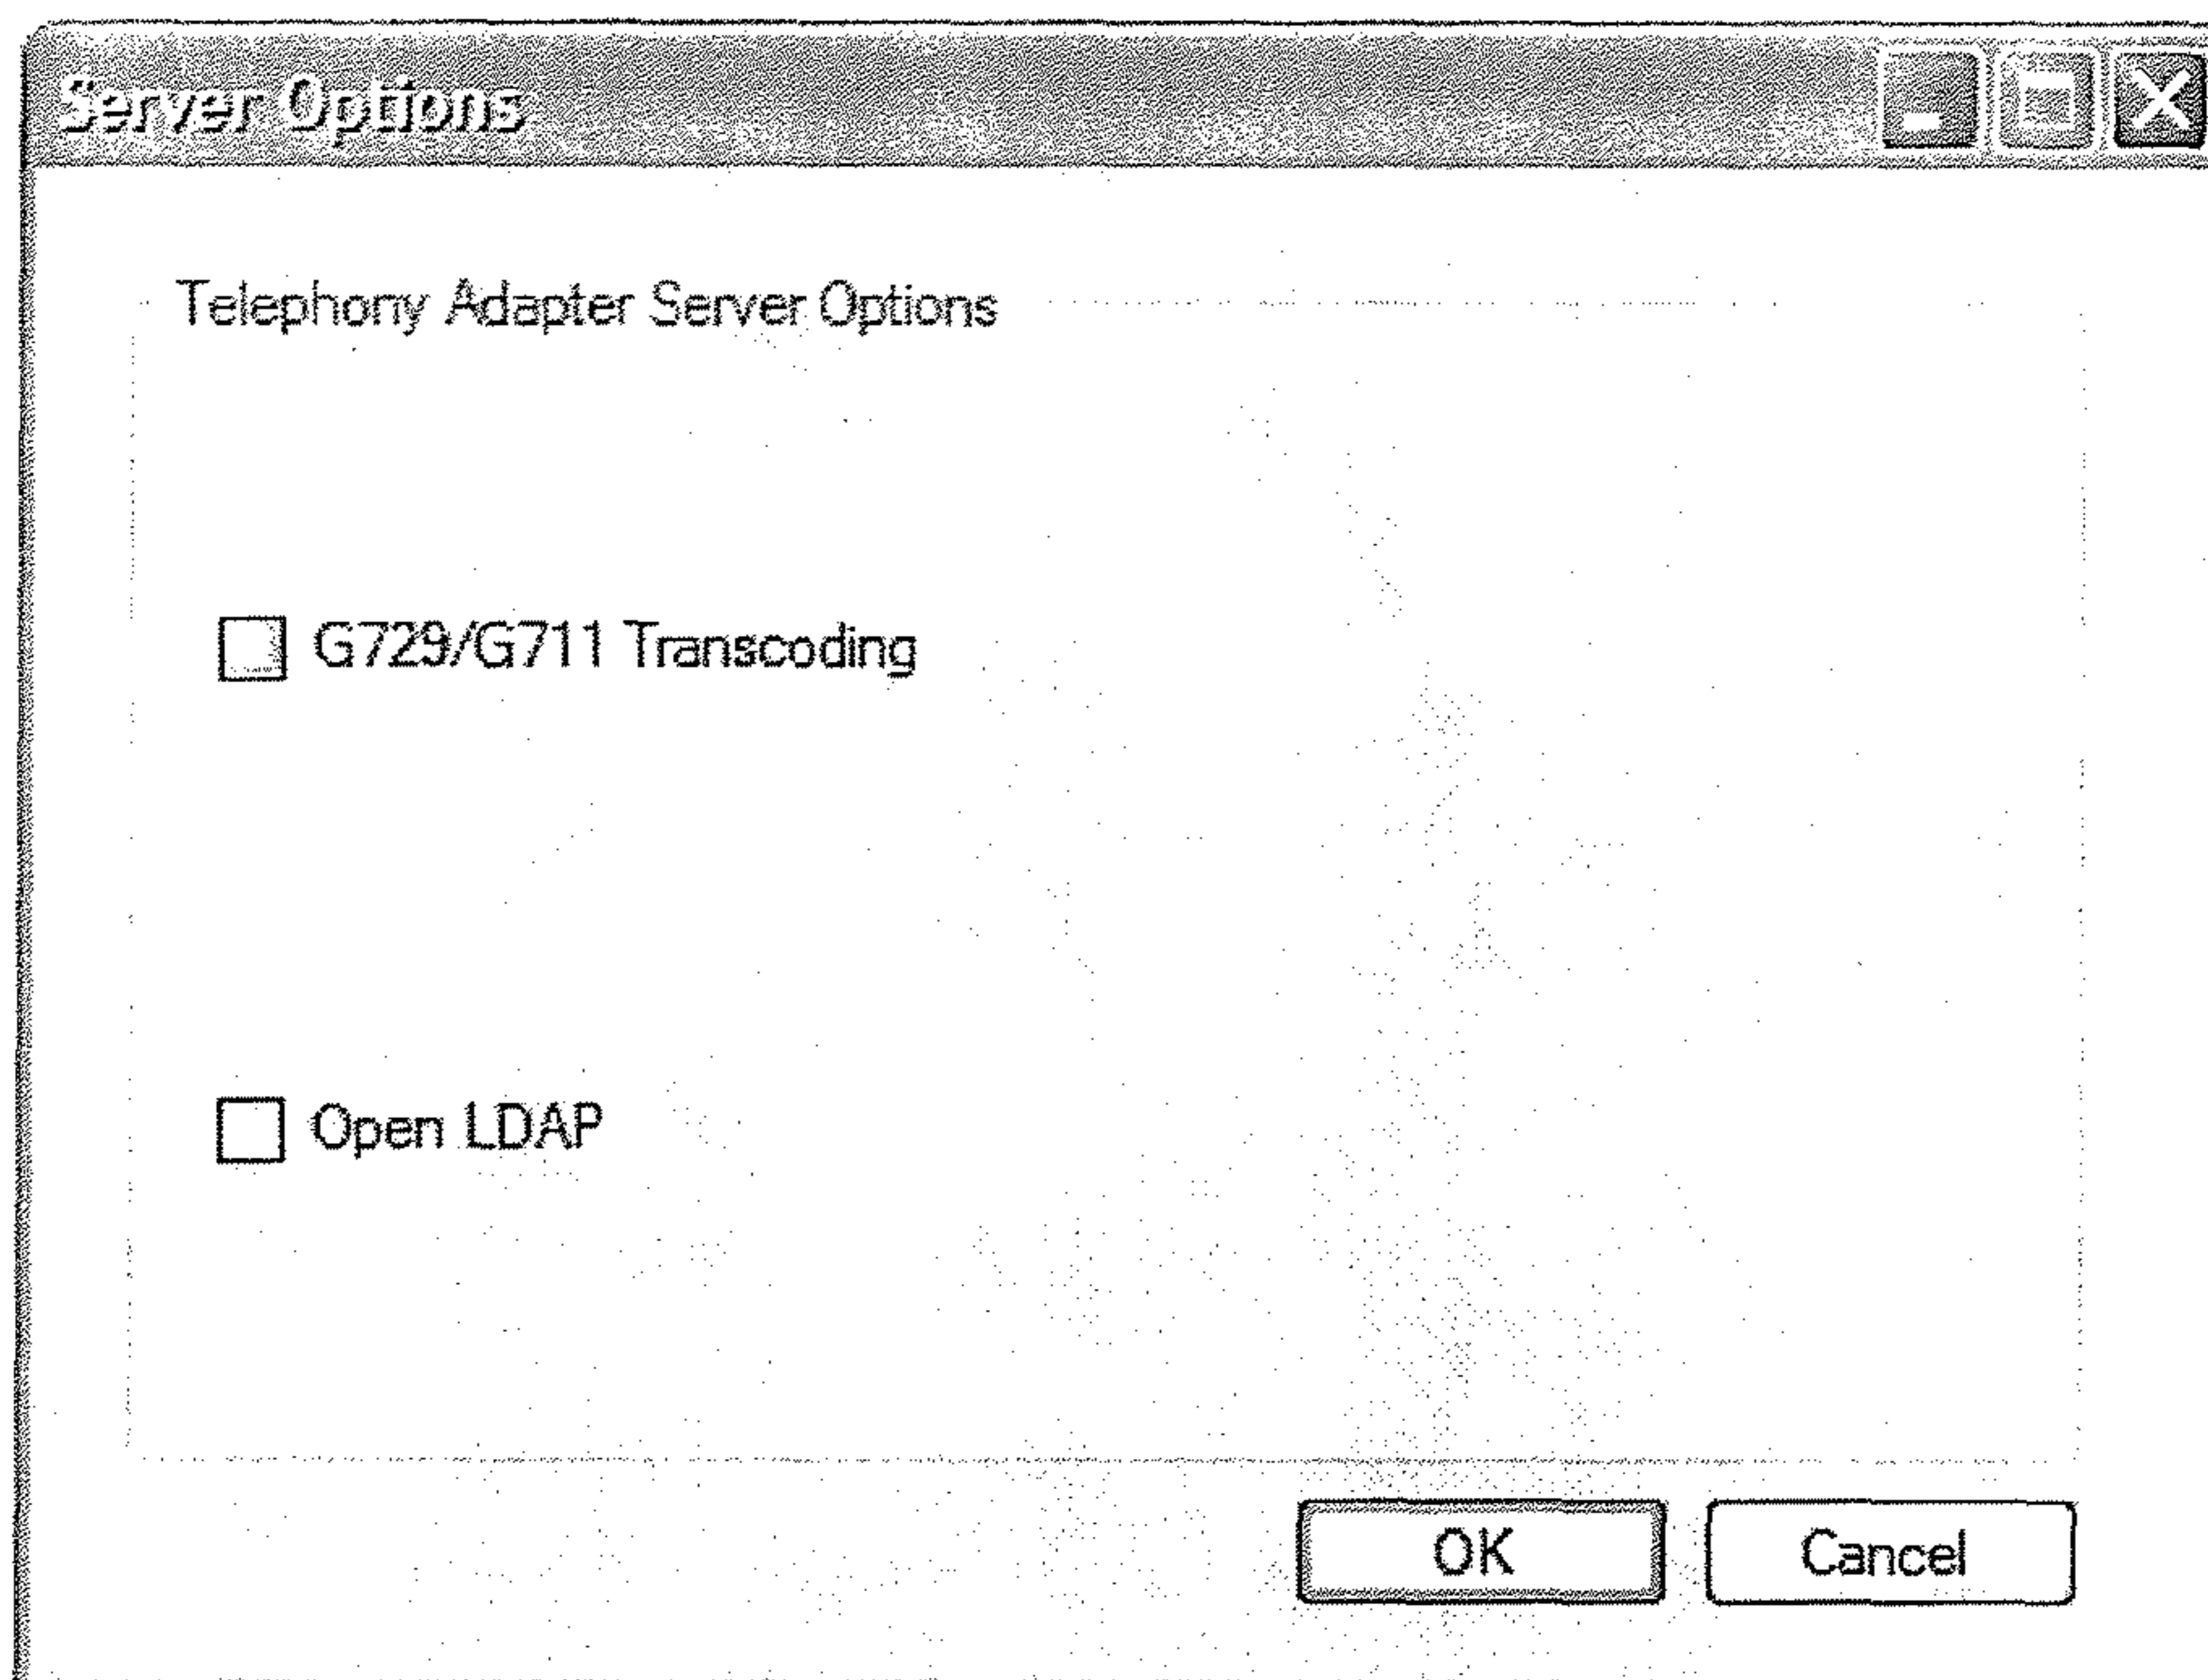 Server Options
Telephony Adapter Server Options
G729/G711 Transcoding
Open LDAP
OK Cancel